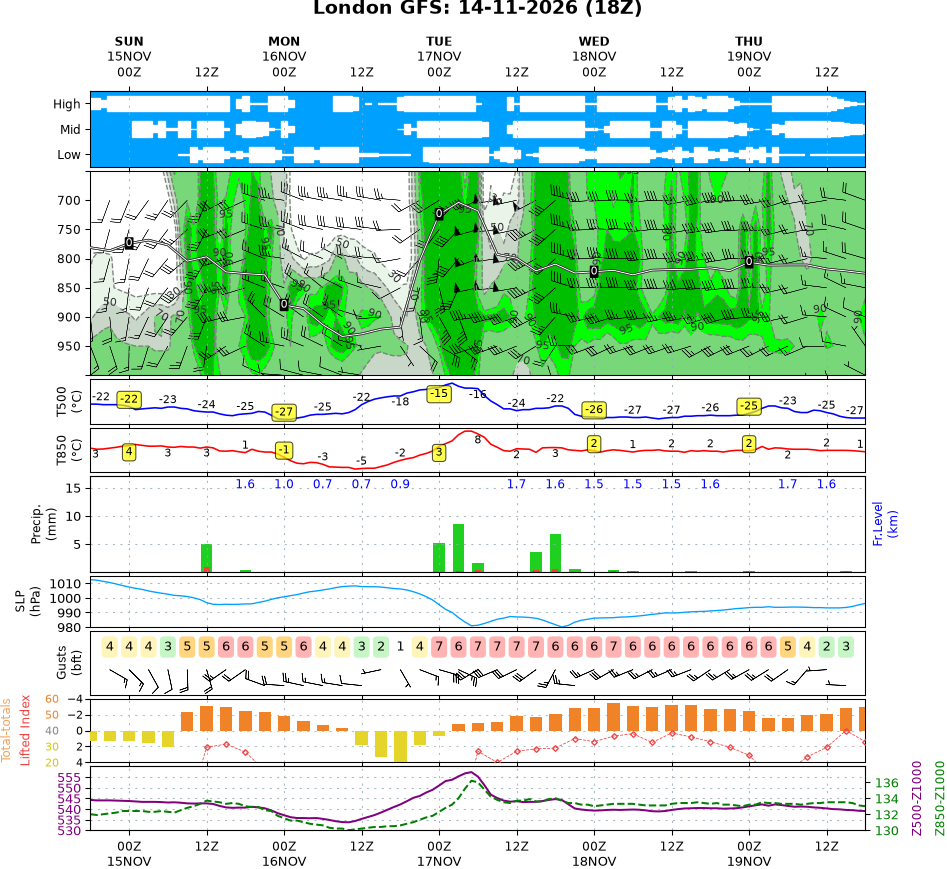 London GFS: 14-11-2026 (18Z)
SUN MON TUE WED THU
15NOV 16NOV 17NOV 18NOV 19NOV
00Z 12Z 00Z 12Z 00Z 12Z 00Z 12Z 00Z 12Z
High
Mid
Low
700
750
800
850
900
950
0 0 0 0 0
T500
(°C)
-22 -22 -23 -24 -25 -27 -25 -22 -18 -15 -16 -24 -22 -26 -27 -27 -26 -25 -23 -25 -27
T850
(°C)
3 4 3 3 1 -1 -3 -5 -2 3 8 2 3 2 1 2 2 2 2 2 1
Precip.
(mm)
15
10
5
1.6 1.0 0.7 0.7 0.9 1.7 1.6 1.5 1.5 1.5 1.6 1.7 1.6
Fr.Level
(km)
SLP
(hPa)
1010
1000
990
980
Gusts
(bft)
4 4 4 3 5 5 6 6 5 5 6 4 4 3 2 1 4 7 6 7 7 7 7 7 6 6 7 6 6 6 6 6 6 6 6 5 4 2 3
Total-totals
Lifted Index
60 -4
50 -2
40 0
30 2
20 4
555
550
545
540
535
530
136
134
132
130
Z500-Z1000
Z850-Z1000
00Z 12Z 00Z 12Z 00Z 12Z 00Z 12Z 00Z 12Z
15NOV 16NOV 17NOV 18NOV 19NOV